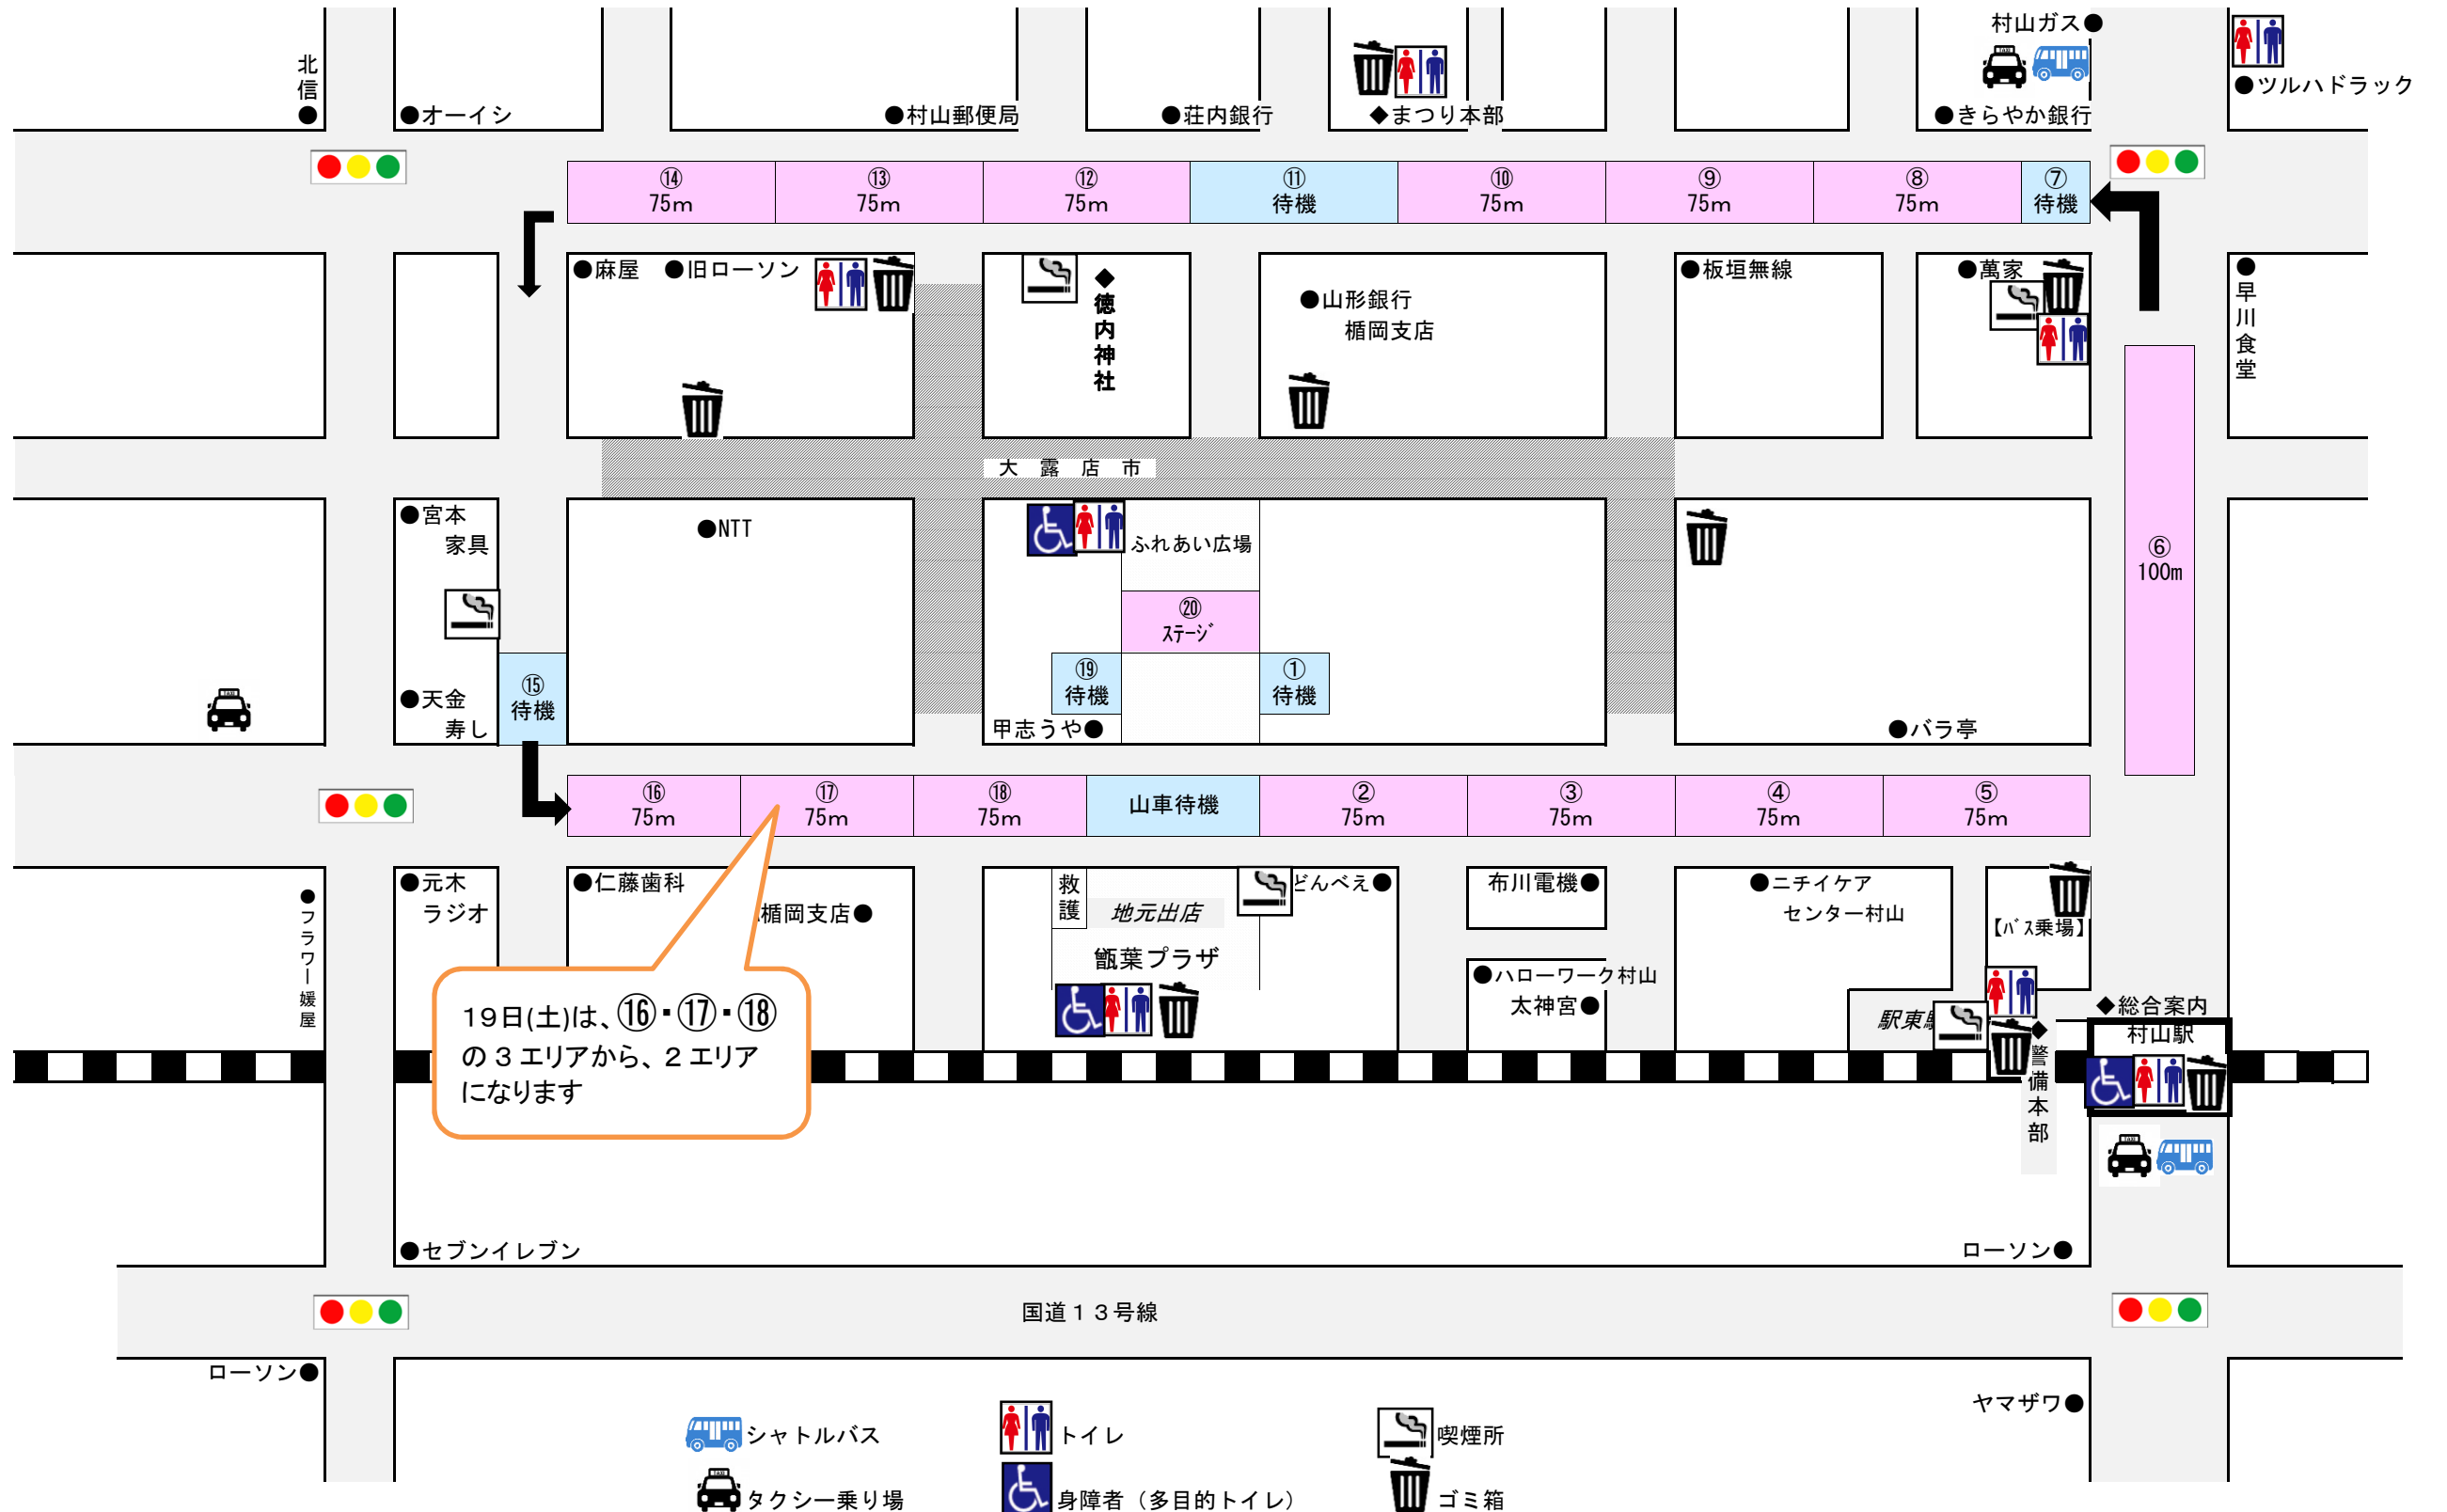 村山ガス●
北信●
●オーイシ
●村山郵便局
●荘内銀行
◆まつり本部
●きらやか銀行
●ツルハドラック
⑭
75m
⑬
75m
⑫
75m
⑪
待機
⑩
75m
⑨
75m
⑧
75m
⑦
待機
●麻屋
●旧ローソン
◆徳内神社
●山形銀行
楯岡支店
●板垣無線
●萬家
●早川食堂
大露店市
●宮本
家具
●NTT
ふれあい広場
⑥
100m
⑳
ステージ
⑲
待機
①
待機
⑮
待機
●天金
寿し
甲志うや●
●バラ亭
⑯
75m
⑰
75m
⑱
75m
山車待機
②
75m
③
75m
④
75m
⑤
75m
●フラワー媛屋
●元木
ラジオ
●仁藤歯科
楯岡支店●
救護
地元出店
甑葉プラザ
どんべえ●
布川電機●
●ハローワーク村山
太神宮●
●ニチイケア
センター村山
【バス乗場】
駅東
◆警備本部
◆総合案内
村山駅
19日(土)は、⑯・⑰・⑱
の3エリアから、2エリア
になります
●セブンイレブン
ローソン●
国道13号線
ローソン●
ヤマザワ●
シャトルバス
トイレ
喫煙所
タクシー乗り場
身障者（多目的トイレ）
ゴミ箱